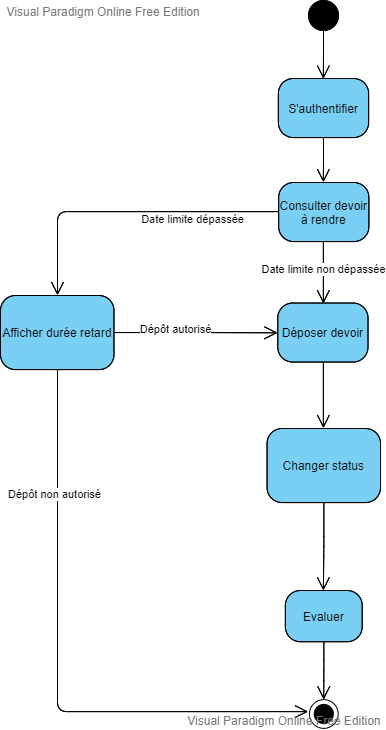 Visual Paradigm Online Free Edition
S'authentifier
Consulter devoir
à rendre
Date limite dépassée
Date limite non dépassée
Afficher durée retard
Dépôt autorisé
Déposer devoir
Changer status
Dépôt non autorisé
Evaluer
Visual Paradigm Online Free Edition